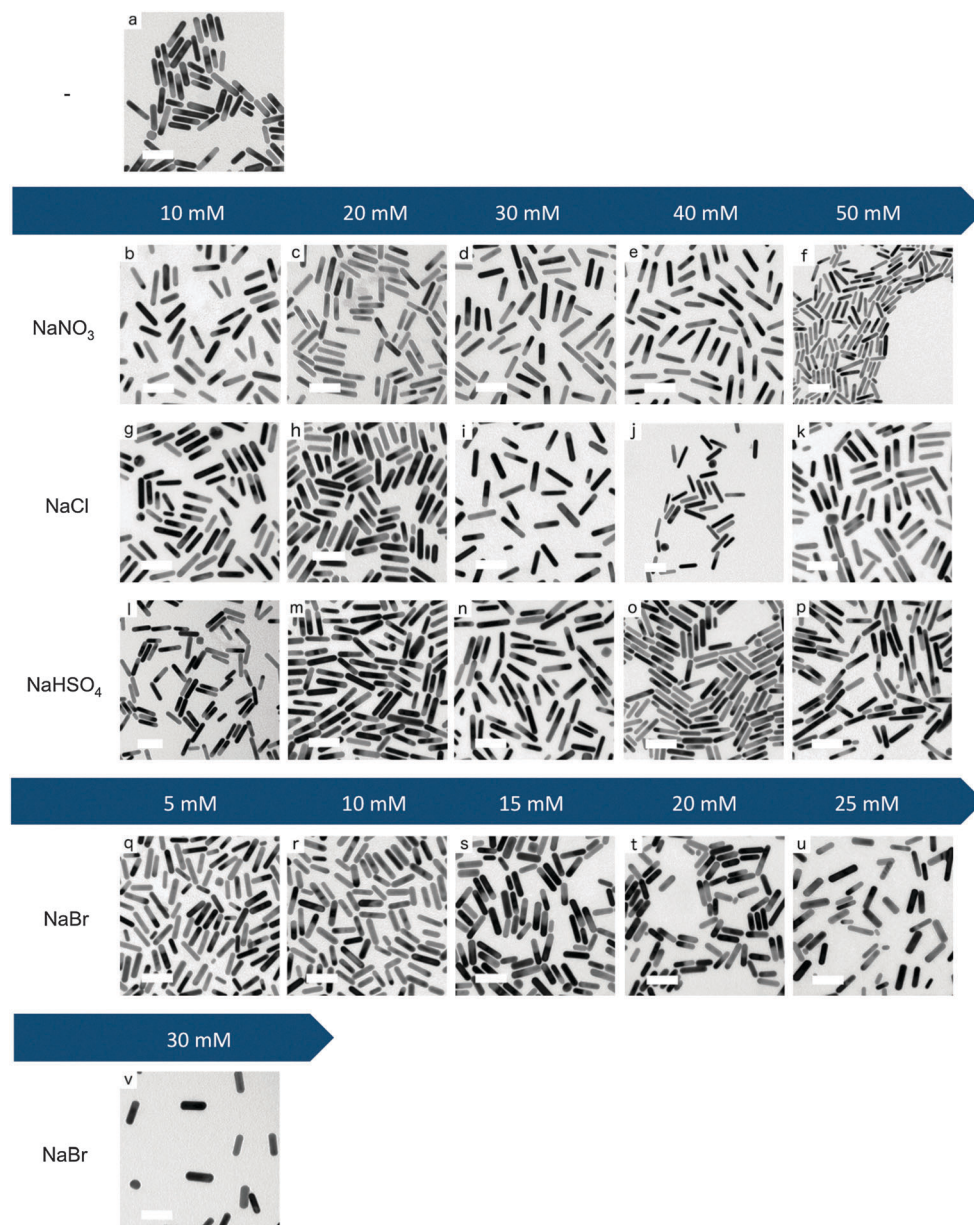 a
-
10 mM 20 mM 30 mM 40 mM 50 mM
b c d e f
NaNO₃
g h i j k
NaCl
l m n o p
NaHSO₄
5 mM 10 mM 15 mM 20 mM 25 mM
q r s t u
NaBr
30 mM
v
NaBr